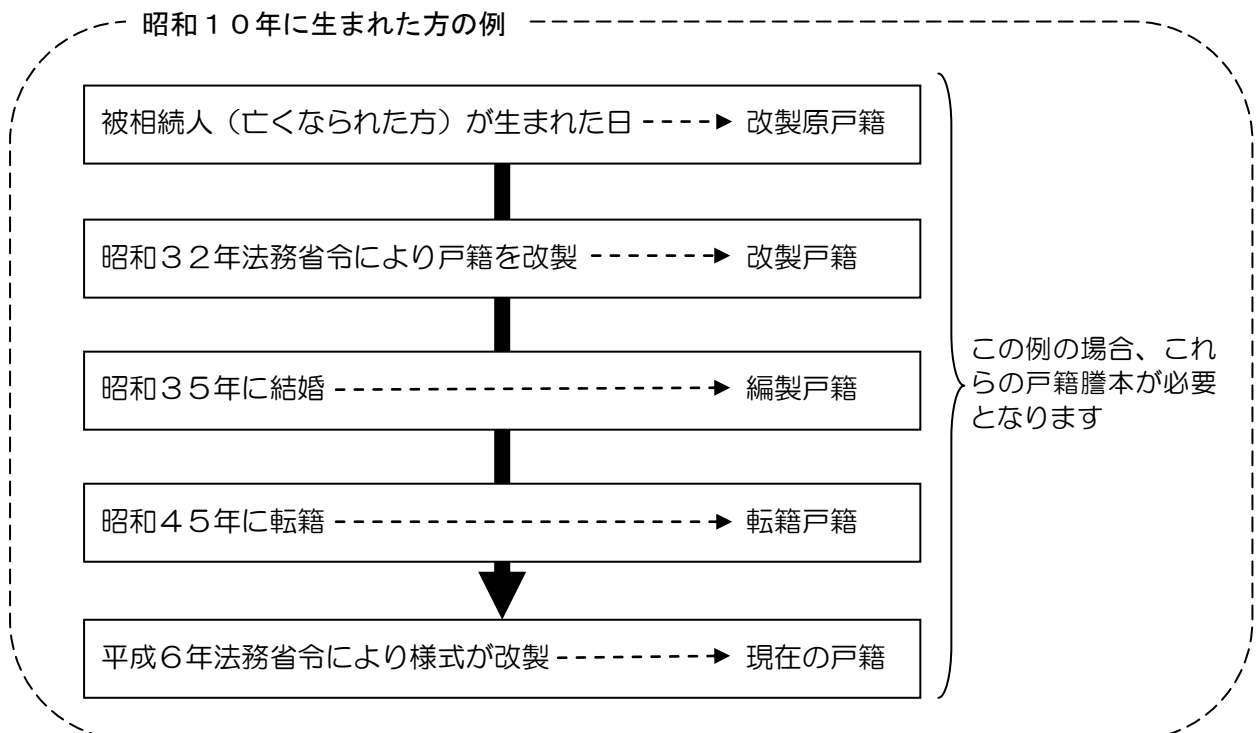 昭和１０年に生まれた方の例
被相続人（亡くなられた方）が生まれた日 改製原戸籍
昭和３２年法務省令により戸籍を改製 改製戸籍
昭和３５年に結婚 編製戸籍
昭和４５年に転籍 転籍戸籍
平成６年法務省令により様式が改製 現在の戸籍
この例の場合、これ
らの戸籍謄本が必要
となります